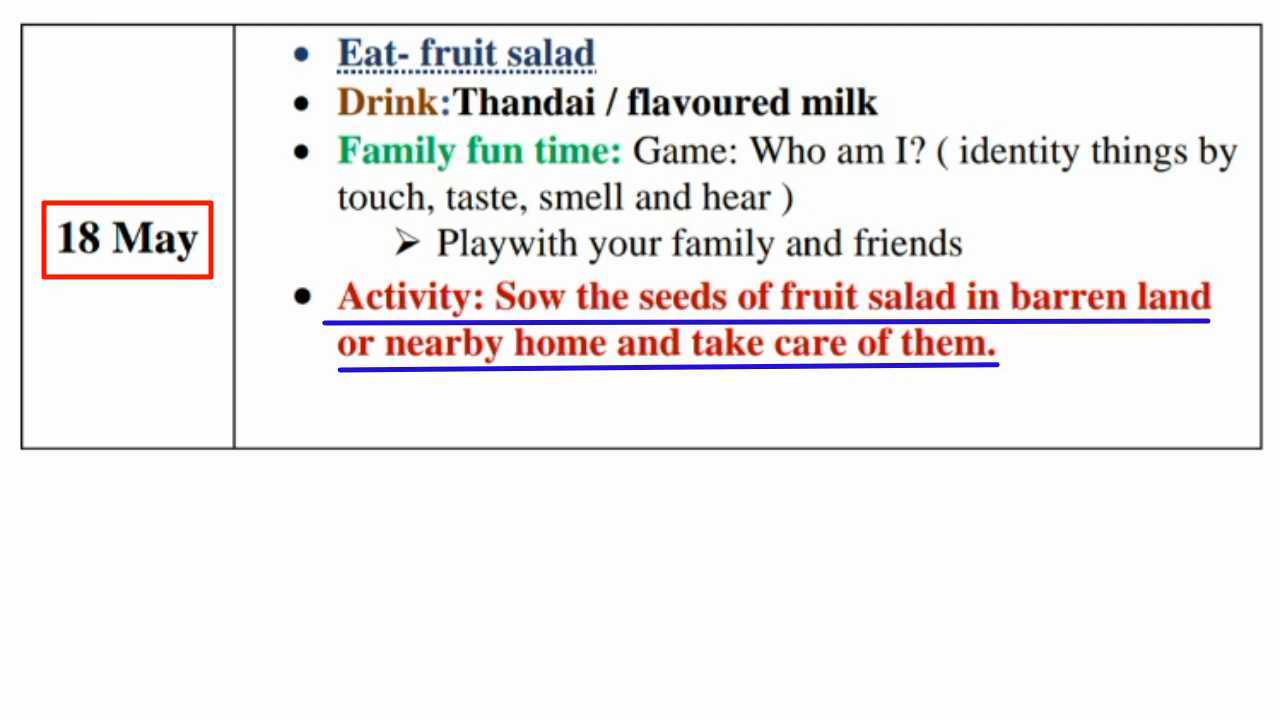 • Eat- fruit salad
• Drink:Thandai / flavoured milk
• Family fun time: Game: Who am I? ( identity things by
touch, taste, smell and hear )
➢ Playwith your family and friends
18 May
• Activity: Sow the seeds of fruit salad in barren land
or nearby home and take care of them.